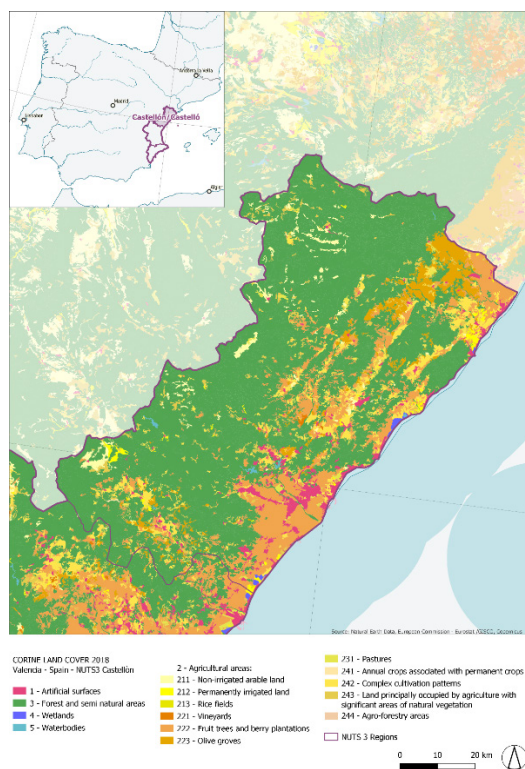 Andorra la Vella
Madrid
Castellón/Castelló
Source: Natural Earth Data, European Commission - Eurostat /GISCO, Copernicus
CORINE LAND COVER 2018
Valencia - Spain - NUTS3 Castellón
1 - Artificial surfaces
3 - Forest and semi natural areas
4 - Wetlands
5 - Waterbodies
2 - Agricultural areas:
211 - Non-irrigated arable land
212 - Permanently irrigated land
213 - Rice fields
221 - Vineyards
222 - Fruit trees and berry plantations
223 - Olive groves
231 - Pastures
241 - Annual crops associated with permanent crops
242 - Complex cultivation patterns
243 - Land principally occupied by agriculture with
significant areas of natural vegetation
244 - Agro-forestry areas
NUTS 3 Regions
0 10 20 km